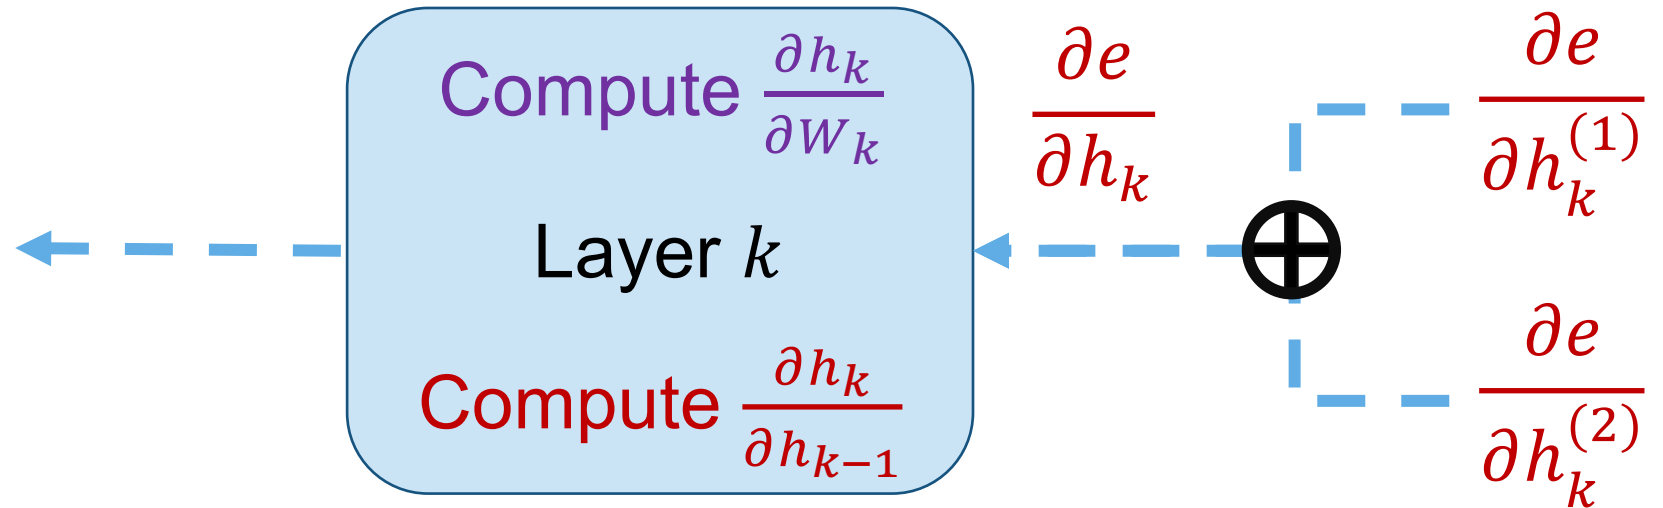 Compute ∂h_k/∂W_k
Layer k
Compute ∂h_k/∂h_{k−1}
∂e/∂h_k
∂e/∂h_k^{(1)}
∂e/∂h_k^{(2)}